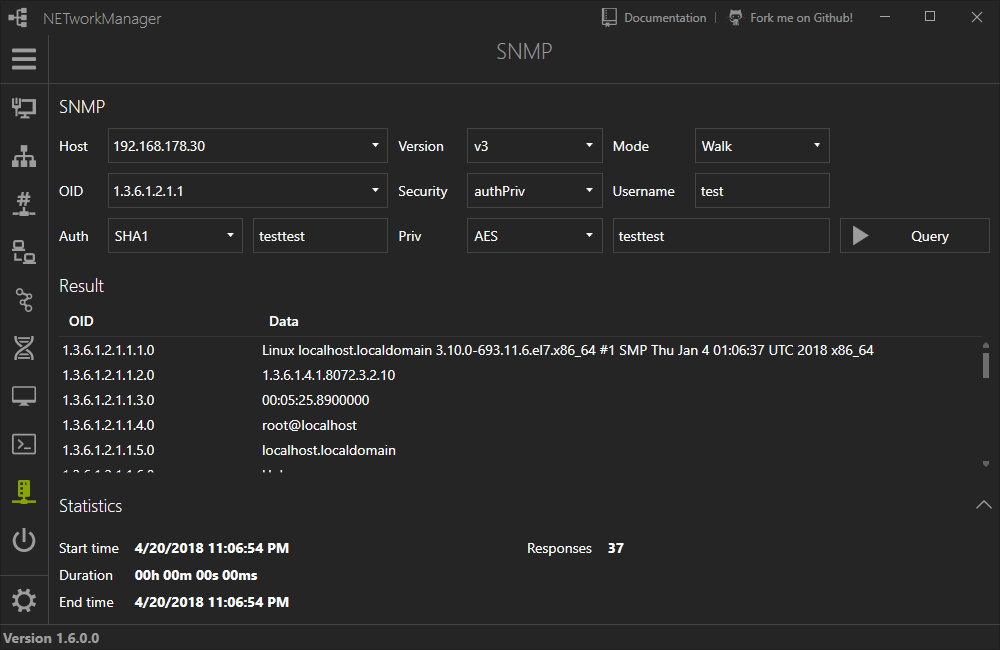 NETworkManager Documentation Fork me on Github!
SNMP
SNMP
Host 192.168.178.30 Version v3 Mode Walk
OID 1.3.6.1.2.1.1 Security authPriv Username test
Auth SHA1 testtest Priv AES testtest Query
Result
OID Data
1.3.6.1.2.1.1.1.0 Linux localhost.localdomain 3.10.0-693.11.6.el7.x86_64 #1 SMP Thu Jan 4 01:06:37 UTC 2018 x86_64
1.3.6.1.2.1.1.2.0 1.3.6.1.4.1.8072.3.2.10
1.3.6.1.2.1.1.3.0 00:05:25.8900000
1.3.6.1.2.1.1.4.0 root@localhost
1.3.6.1.2.1.1.5.0 localhost.localdomain
Statistics
Start time 4/20/2018 11:06:54 PM Responses 37
Duration 00h 00m 00s 00ms
End time 4/20/2018 11:06:54 PM
Version 1.6.0.0